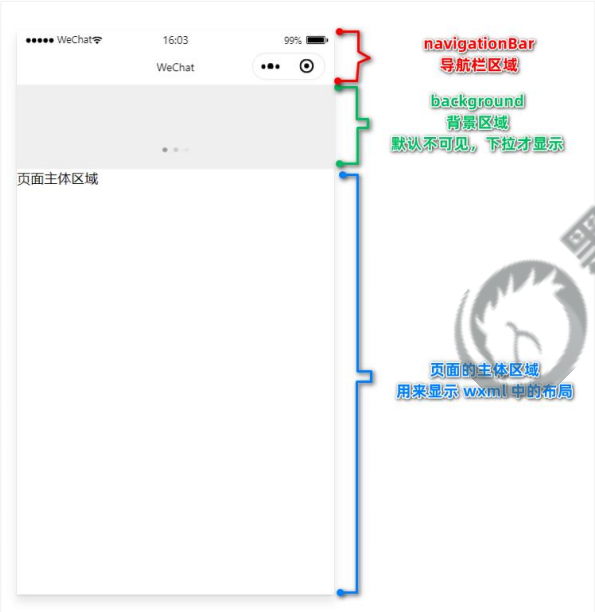 WeChat
16:03
99%
WeChat
页面主体区域
navigationBar
导航栏区域
background
背景区域
默认不可见，下拉才显示
页面的主体区域
用来显示 wxml 中的布局